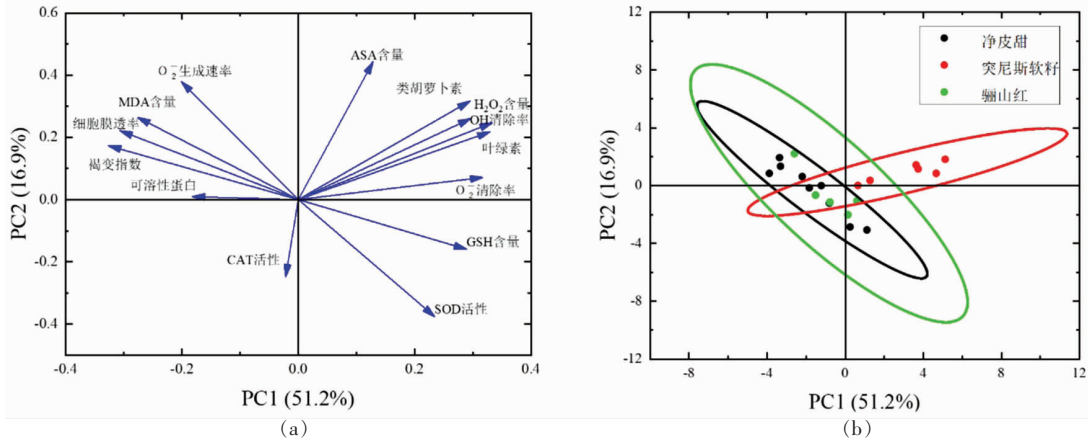 0.6
0.4
0.2
0.0
-0.2
-0.4
-0.4
-0.2
0.0
0.2
0.4
PC2 (16.9%)
PC1 (51.2%)
ASA含量
O₂⁻生成速率
类胡萝卜素
MDA含量
H₂O₂含量
细胞膜透率
OH清除率
叶绿素
褐变指数
可溶性蛋白
O₂⁻清除率
GSH含量
CAT活性
SOD活性
(a)
12
8
4
0
-4
-8
-12
-8
-4
0
4
8
12
PC2 (16.9%)
PC1 (51.2%)
净皮甜
突尼斯软籽
骊山红
(b)